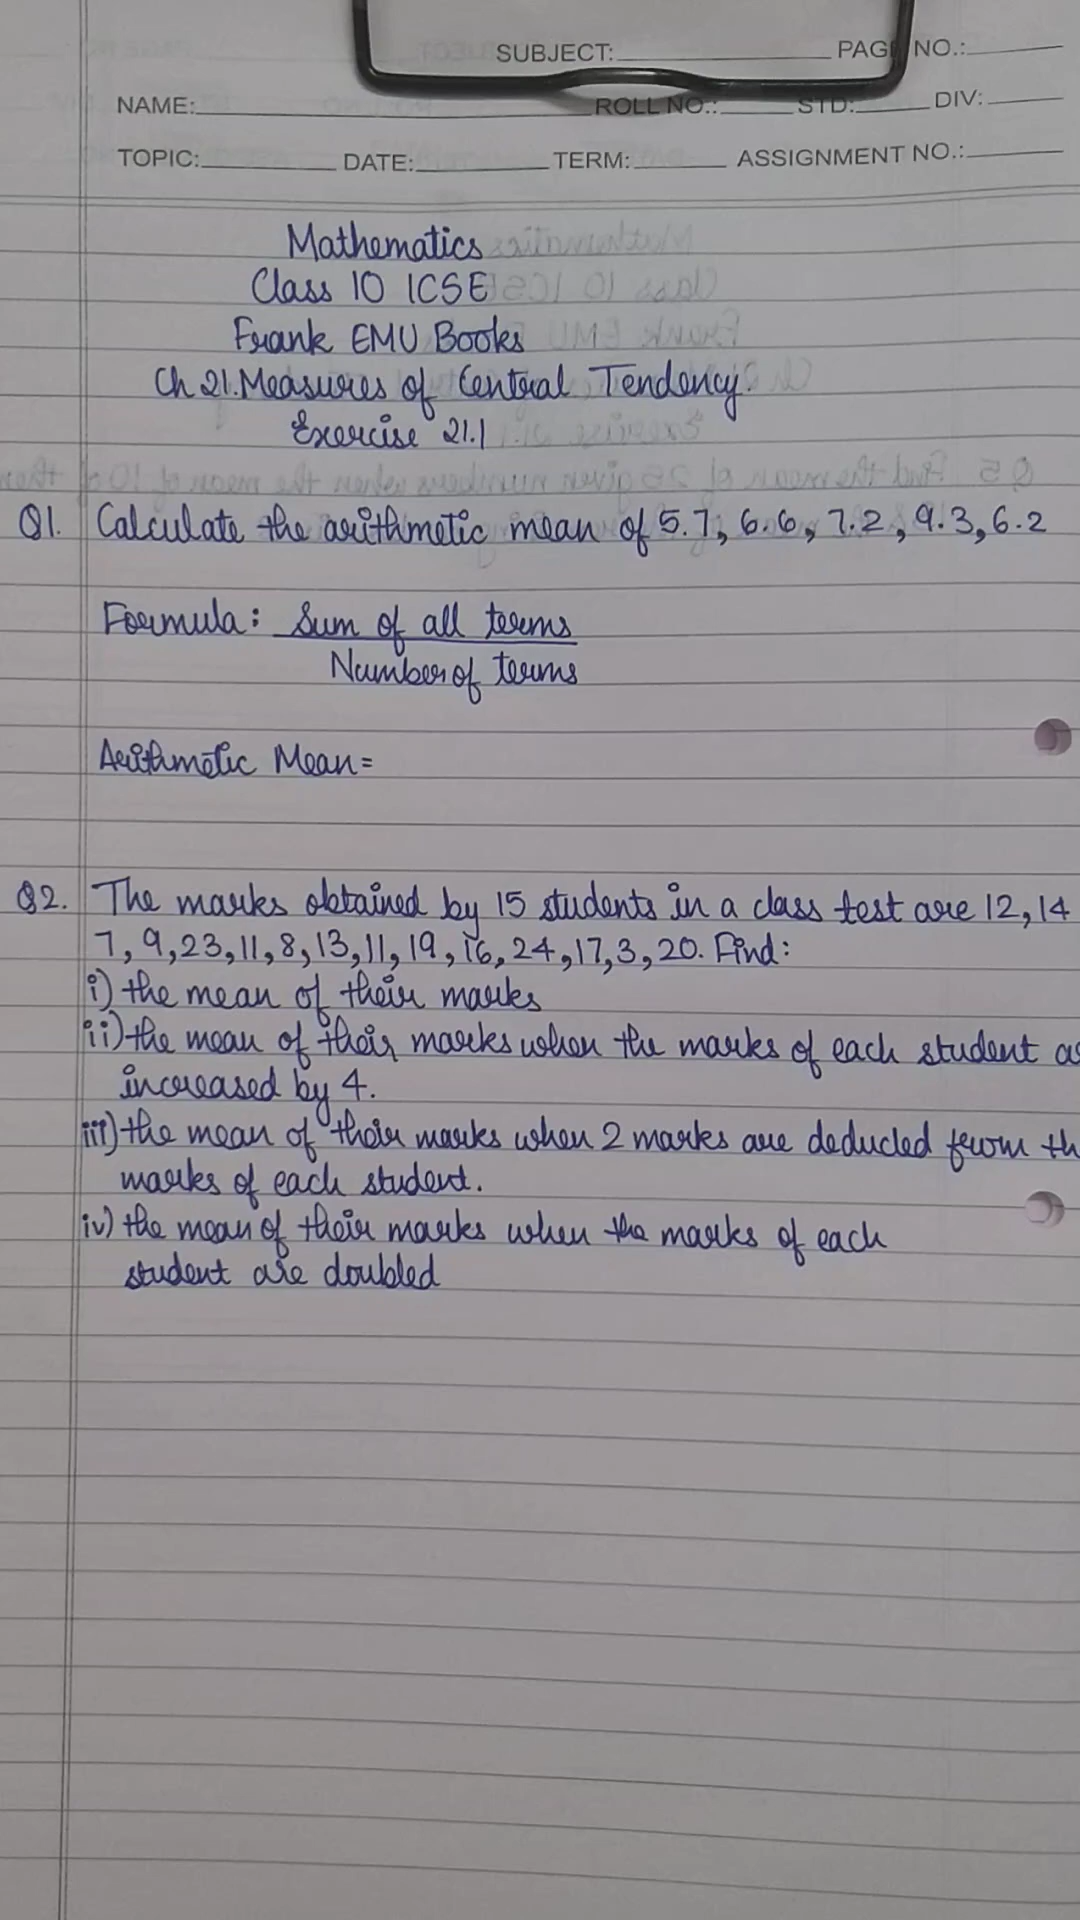 SUBJECT: PAGE NO.:
NAME: ROLL NO.: STD: DIV:
TOPIC: DATE: TERM: ASSIGNMENT NO.:
Mathematics
Class 10 ICSE
Frank EMU Books
Ch 21. Measures of Central Tendency.
Exercise 21.1
Q1. Calculate the arithmetic mean of 5.7, 6.6, 7.2, 9.3, 6.2
Formula: Sum of all terms
Number of terms
Arithmetic Mean=
Q2. The marks obtained by 15 students in a class test are 12, 14
7, 9, 23, 11, 8, 13, 11, 19, 16, 24, 17, 3, 20. Find:
i) the mean of their marks
ii) the mean of their marks when the marks of each student
increased by 4.
iii) the mean of their marks when 2 marks are deducted from
marks of each student.
iv) the mean of their marks when the marks of each
student are doubled